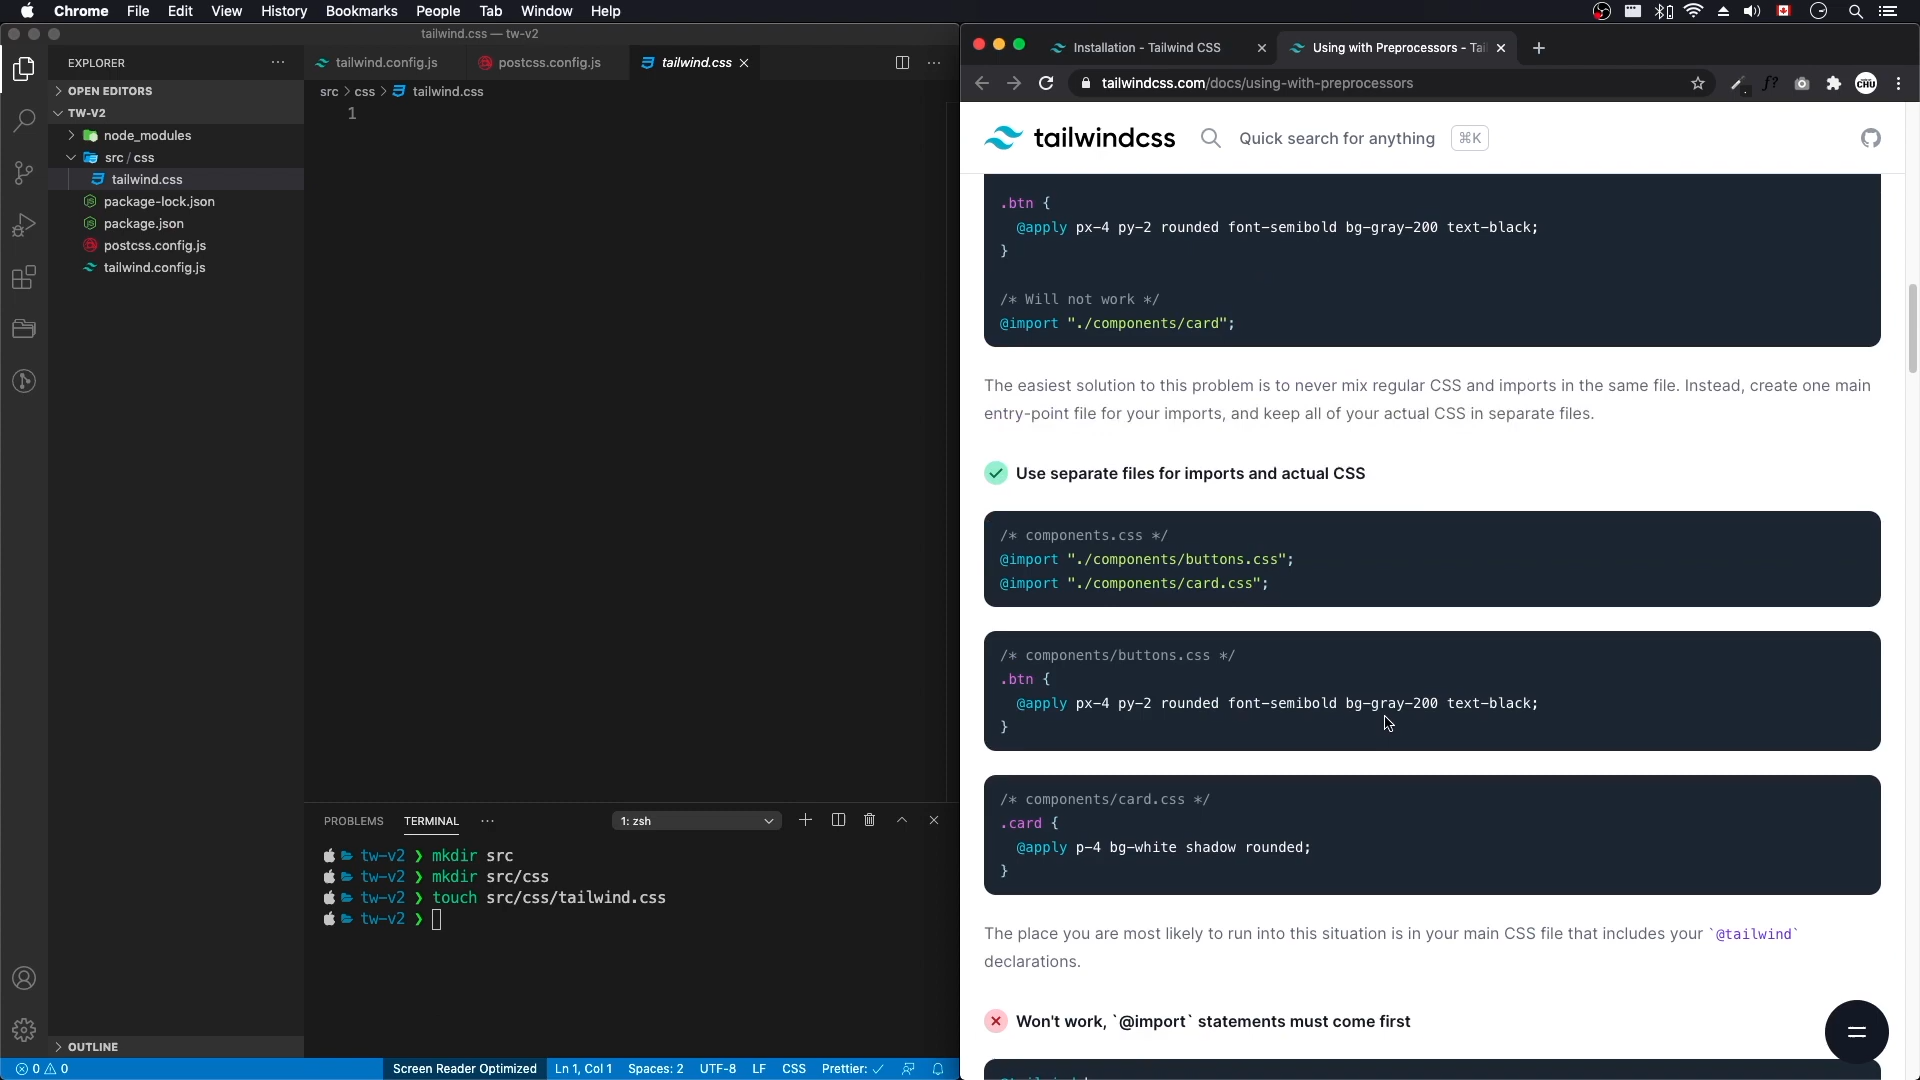 Chrome File Edit View History Bookmarks People Tab Window Help
tailwind.css — tw-v2
EXPLORER
OPEN EDITORS
TW-V2
node_modules
src / css
tailwind.css
package-lock.json
package.json
postcss.config.js
tailwind.config.js
OUTLINE
tailwind.config.js postcss.config.js tailwind.css
src > css > tailwind.css
1
PROBLEMS TERMINAL 1: zsh
tw-v2 ❯ mkdir src
tw-v2 ❯ mkdir src/css
tw-v2 ❯ touch src/css/tailwind.css
tw-v2 ❯
0 0 Screen Reader Optimized Ln 1, Col 1 Spaces: 2 UTF-8 LF CSS Prettier: ✓
Installation - Tailwind CSS Using with Preprocessors - Tai
tailwindcss.com/docs/using-with-preprocessors f? CHU
tailwindcss Quick search for anything ⌘K
.btn {
@apply px-4 py-2 rounded font-semibold bg-gray-200 text-black;
}
/* Will not work */
@import "./components/card";
The easiest solution to this problem is to never mix regular CSS and imports in the same file. Instead, create one main
entry-point file for your imports, and keep all of your actual CSS in separate files.
Use separate files for imports and actual CSS
/* components.css */
@import "./components/buttons.css";
@import "./components/card.css";
/* components/buttons.css */
.btn {
@apply px-4 py-2 rounded font-semibold bg-gray-200 text-black;
}
/* components/card.css */
.card {
@apply p-4 bg-white shadow rounded;
}
The place you are most likely to run into this situation is in your main CSS file that includes your `@tailwind`
declarations.
Won't work, `@import` statements must come first